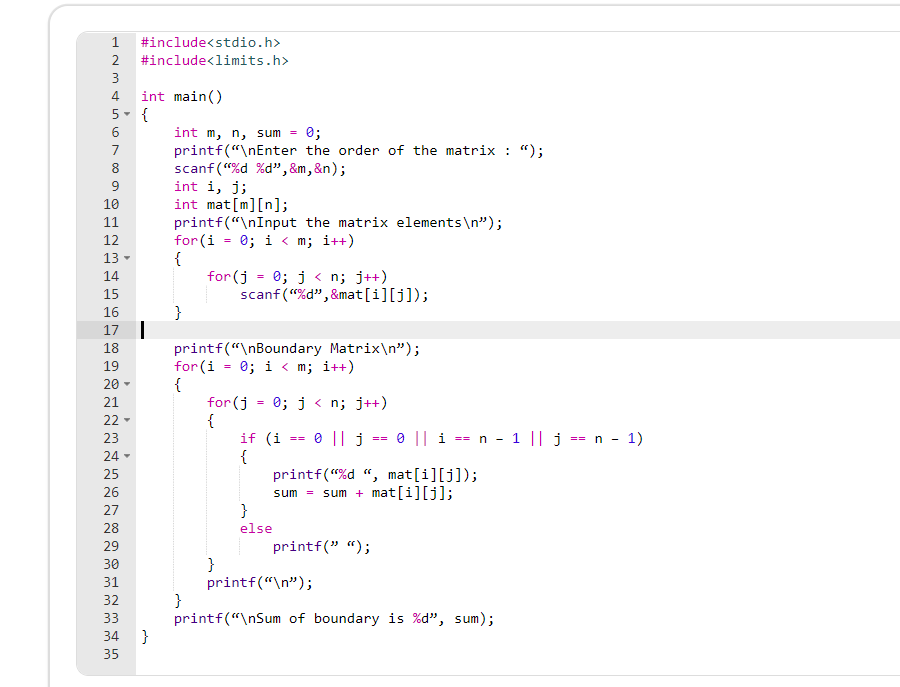 1 #include<stdio.h>
2 #include<limits.h>
3
4 int main()
5 {
6     int m, n, sum = 0;
7     printf(“\nEnter the order of the matrix : “);
8     scanf(“%d %d”,&m,&n);
9     int i, j;
10     int mat[m][n];
11     printf(“\nInput the matrix elements\n”);
12     for(i = 0; i < m; i++)
13     {
14         for(j = 0; j < n; j++)
15             scanf(“%d”,&mat[i][j]);
16     }
17
18     printf(“\nBoundary Matrix\n”);
19     for(i = 0; i < m; i++)
20     {
21         for(j = 0; j < n; j++)
22         {
23             if (i == 0 || j == 0 || i == n – 1 || j == n – 1)
24             {
25                 printf(“%d “, mat[i][j]);
26                 sum = sum + mat[i][j];
27             }
28             else
29                 printf(” “);
30         }
31         printf(“\n”);
32     }
33     printf(“\nSum of boundary is %d”, sum);
34 }
35